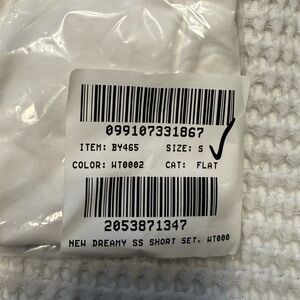 099107331867
ITEM: BY465 SIZE: S
COLOR: WT0002 CAT: FLAT
2053871347
NEW DREAMY SS SHORT SET, WT000